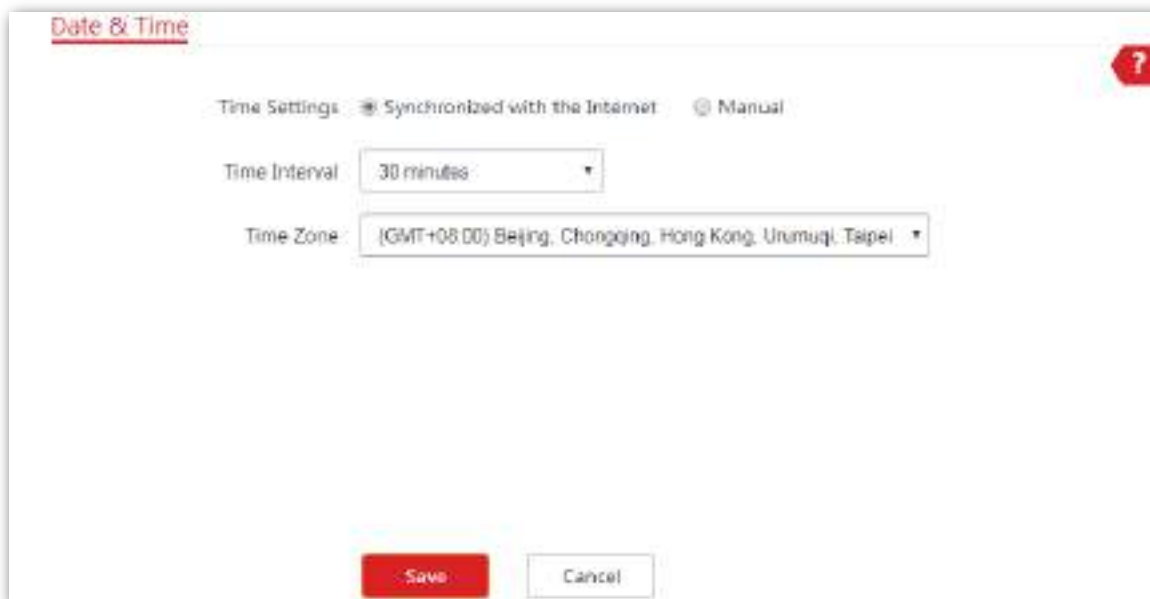 Date & Time
?
Time Settings Synchronized with the Internet Manual
Time Interval 30 minutes
Time Zone (GMT+08:00) Beijing, Chongqing, Hong Kong, Urumuqi, Taipei
Save Cancel